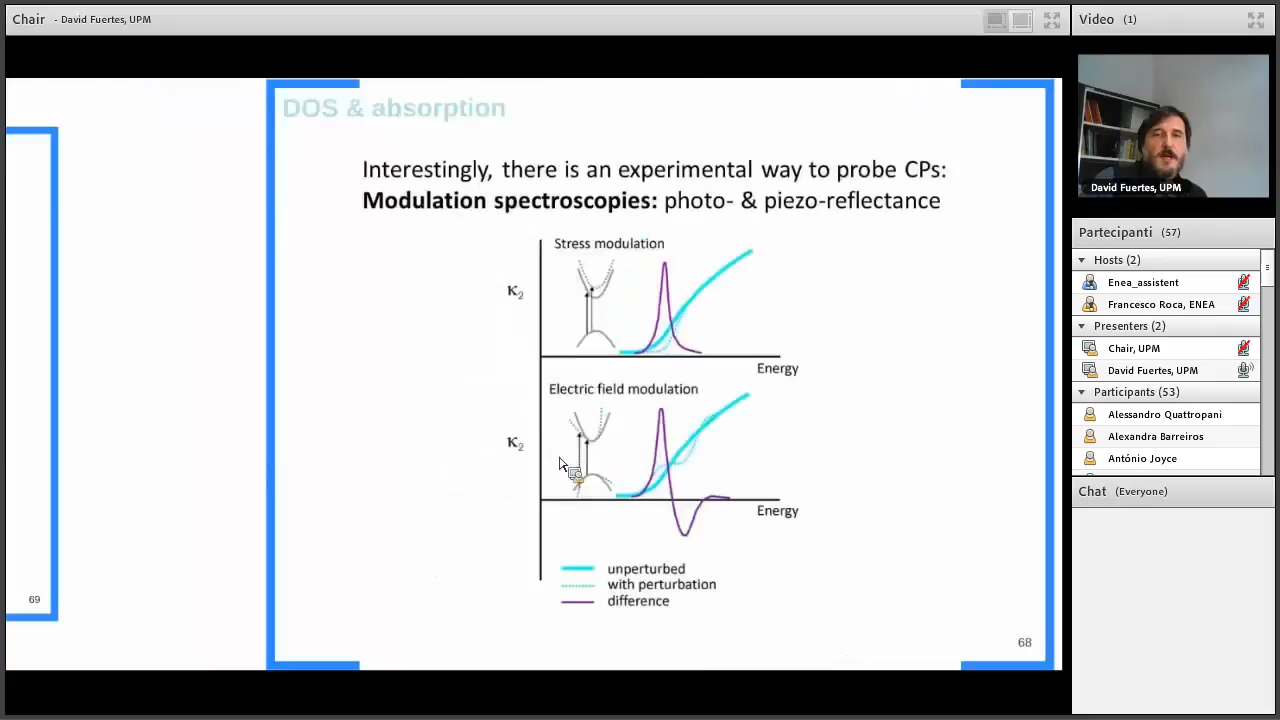 Chair - David Fuertes, UPM
DOS & absorption
Interestingly, there is an experimental way to probe CPs:
Modulation spectroscopies: photo- & piezo-reflectance
Stress modulation
κ2
Energy
Electric field modulation
κ2
Energy
unperturbed
with perturbation
difference
69
68
Video (1)
David Fuertes, UPM
Partecipanti (57)
Hosts (2)
Enea_assistent
Francesco Roca, ENEA
Presenters (2)
Chair, UPM
David Fuertes, UPM
Participants (53)
Alessandro Quattropani
Alexandra Barreiros
António Joyce
Chat (Everyone)